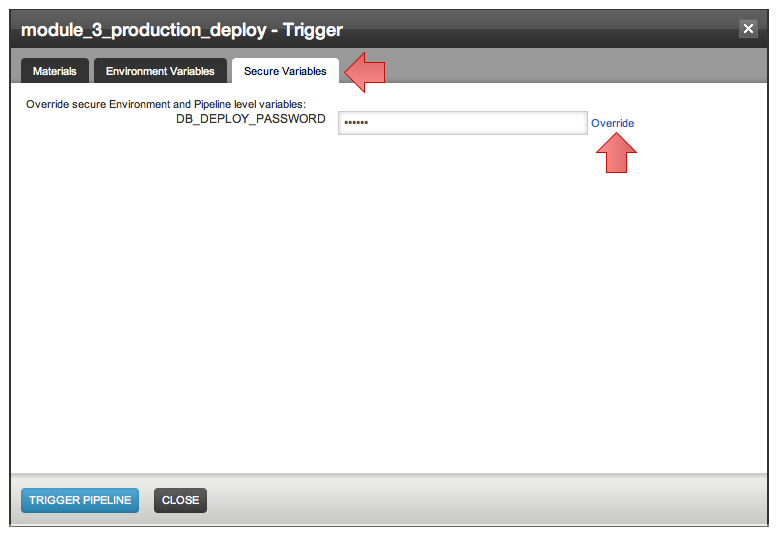 module_3_production_deploy - Trigger
Materials Environment Variables Secure Variables
Override secure Environment and Pipeline level variables:
DB_DEPLOY_PASSWORD •••••• Override
TRIGGER PIPELINE CLOSE